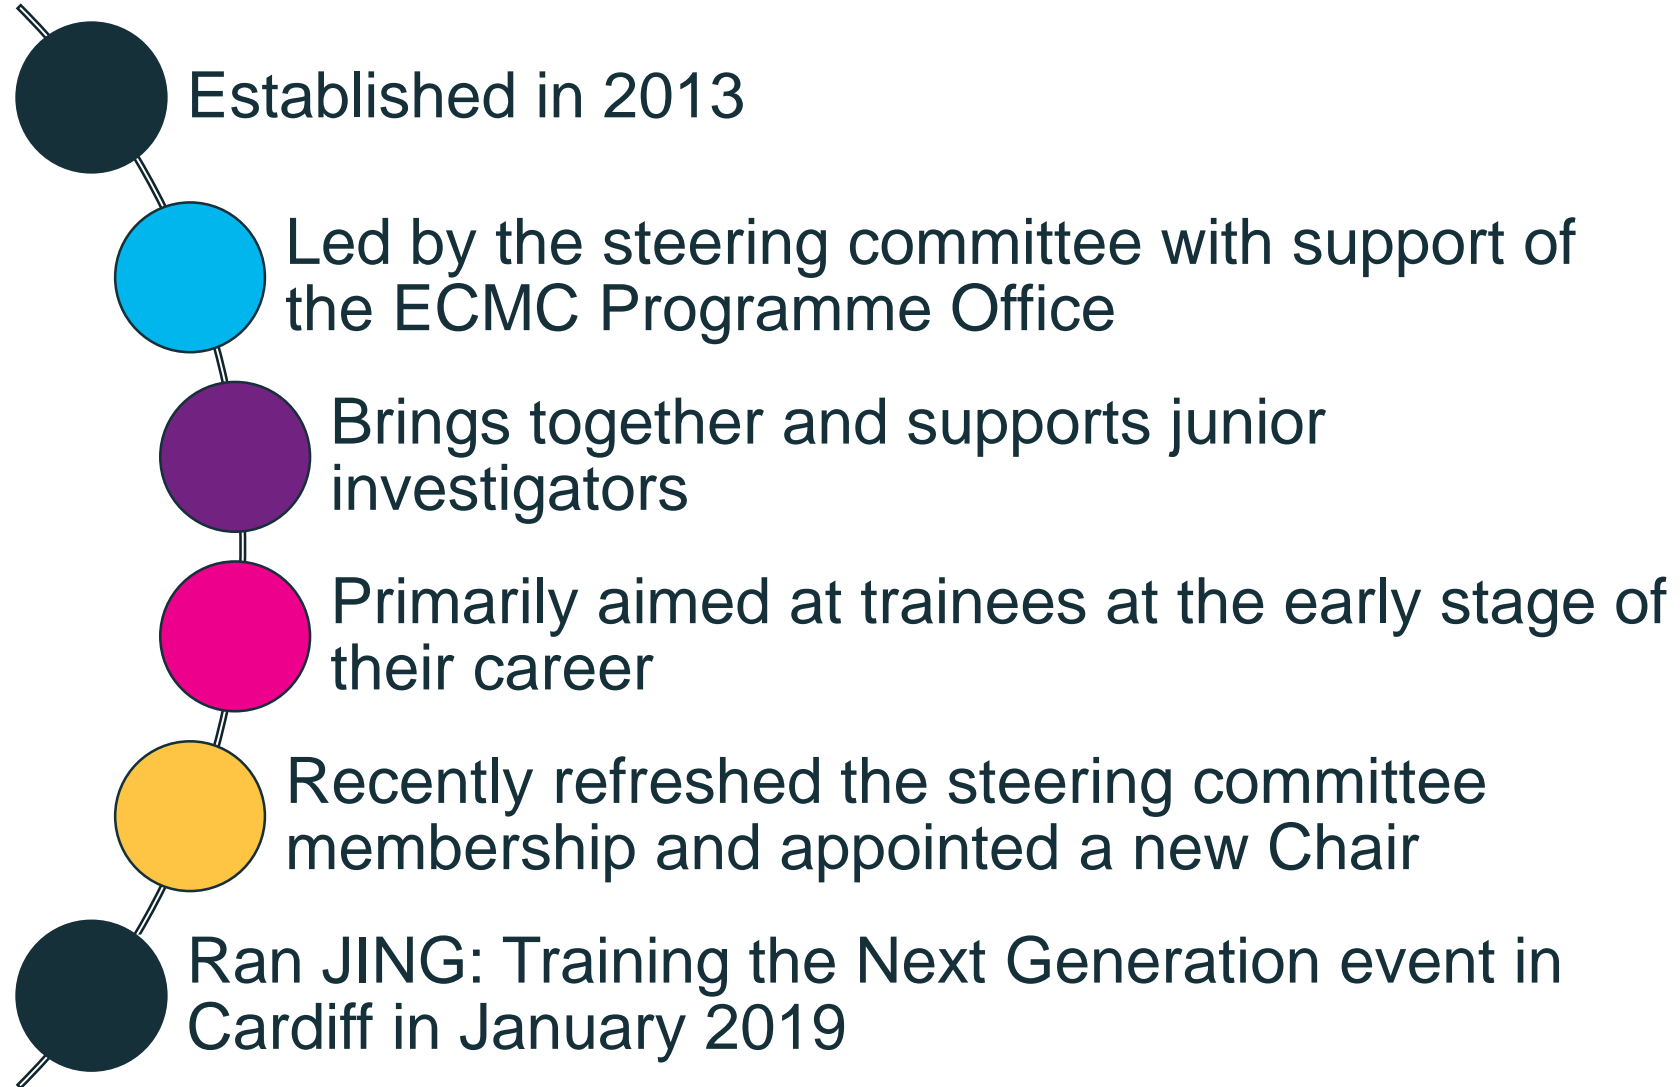 Established in 2013
Led by the steering committee with support of
the ECMC Programme Office
Brings together and supports junior
investigators
Primarily aimed at trainees at the early stage of
their career
Recently refreshed the steering committee
membership and appointed a new Chair
Ran JING: Training the Next Generation event in
Cardiff in January 2019